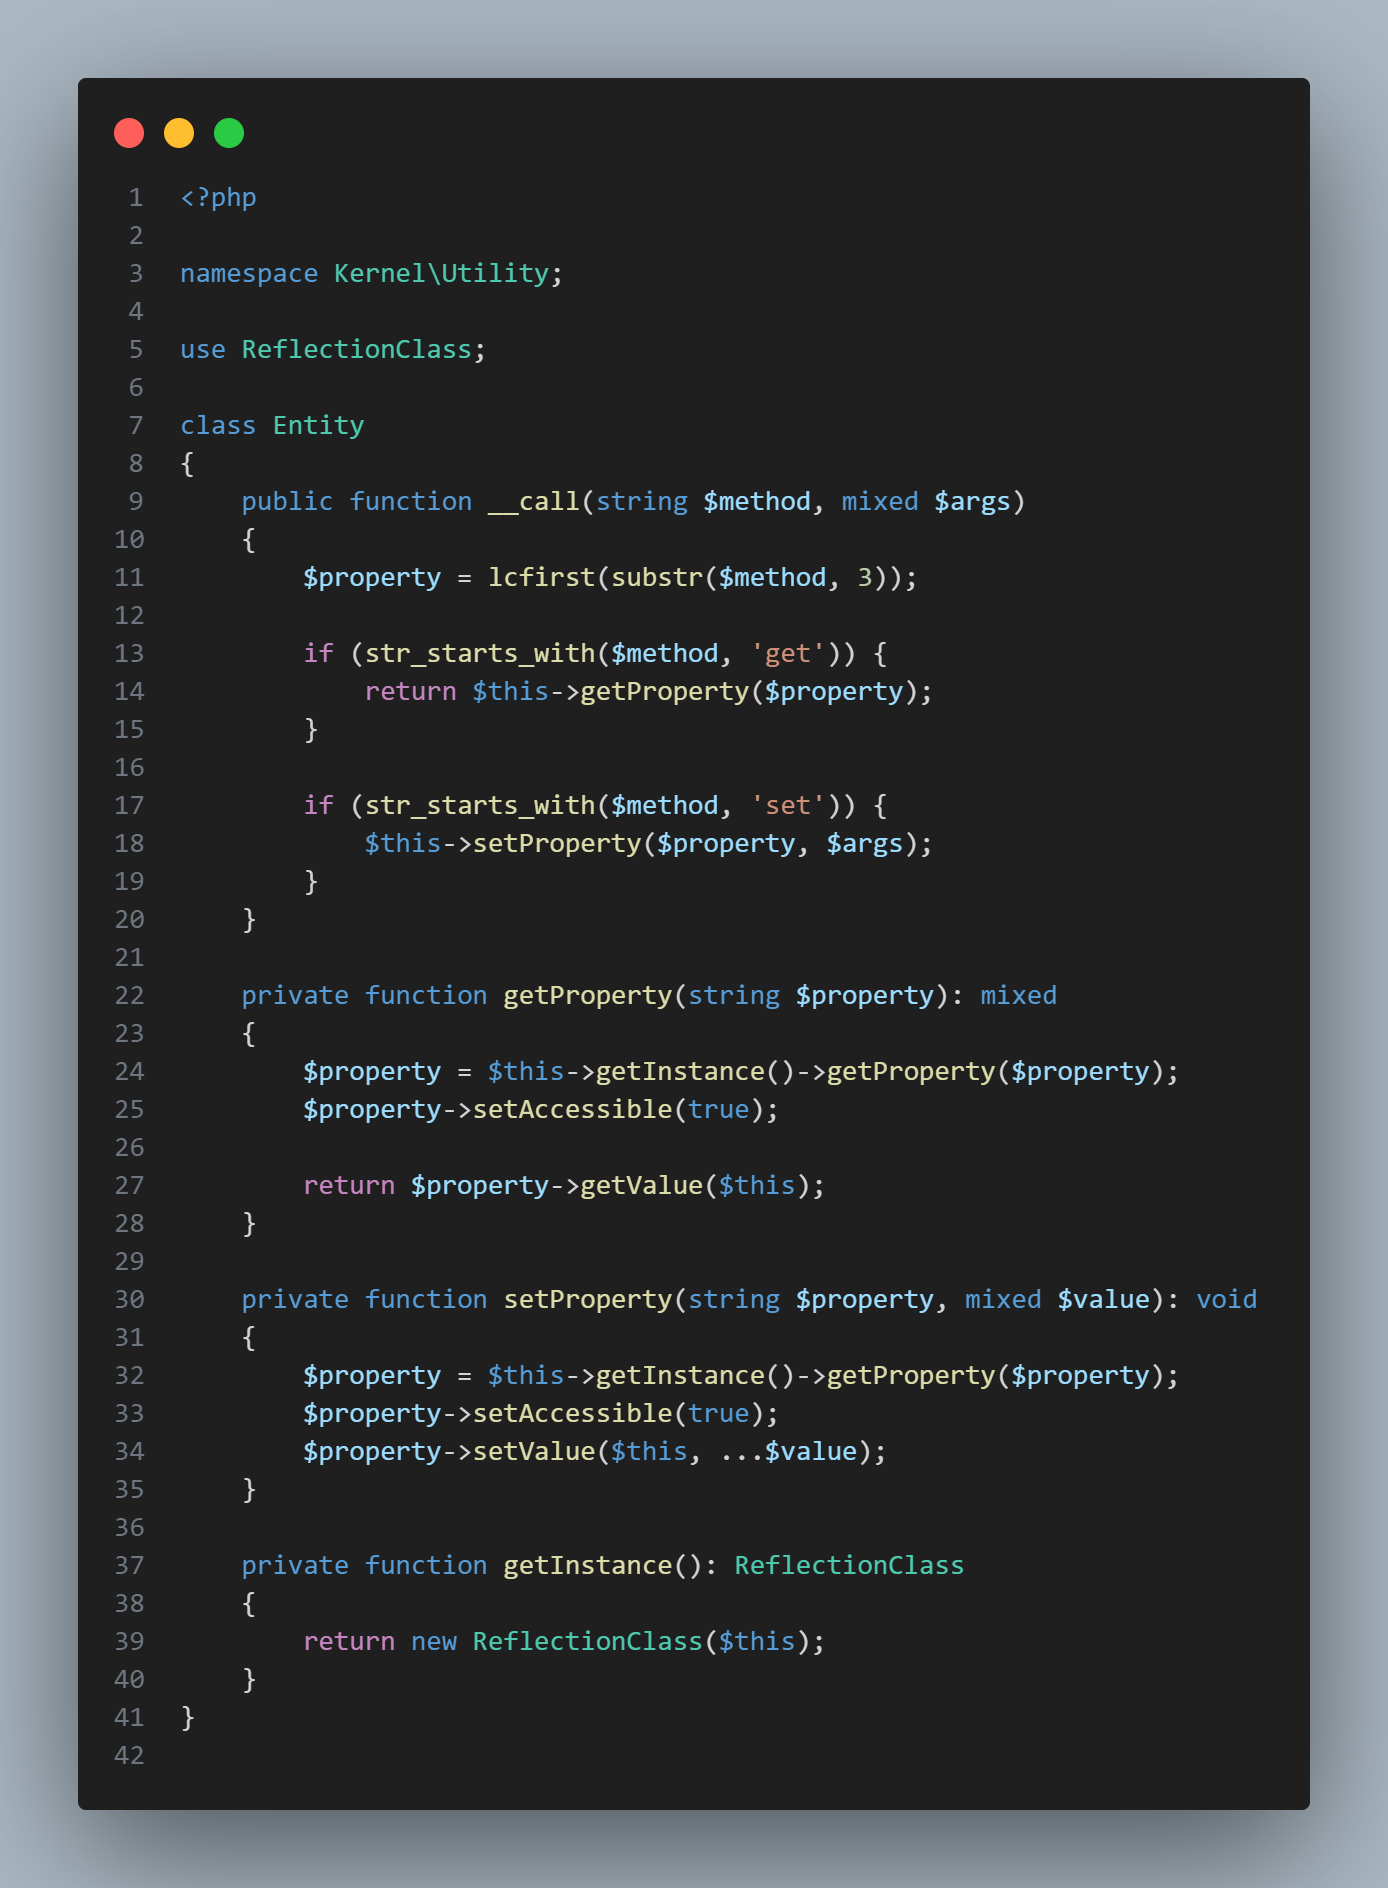 1 <?php
2
3 namespace Kernel\Utility;
4
5 use ReflectionClass;
6
7 class Entity
8 {
9     public function __call(string $method, mixed $args)
10     {
11         $property = lcfirst(substr($method, 3));
12
13         if (str_starts_with($method, 'get')) {
14             return $this->getProperty($property);
15         }
16
17         if (str_starts_with($method, 'set')) {
18             $this->setProperty($property, $args);
19         }
20     }
21
22     private function getProperty(string $property): mixed
23     {
24         $property = $this->getInstance()->getProperty($property);
25         $property->setAccessible(true);
26
27         return $property->getValue($this);
28     }
29
30     private function setProperty(string $property, mixed $value): void
31     {
32         $property = $this->getInstance()->getProperty($property);
33         $property->setAccessible(true);
34         $property->setValue($this, ...$value);
35     }
36
37     private function getInstance(): ReflectionClass
38     {
39         return new ReflectionClass($this);
40     }
41 }
42